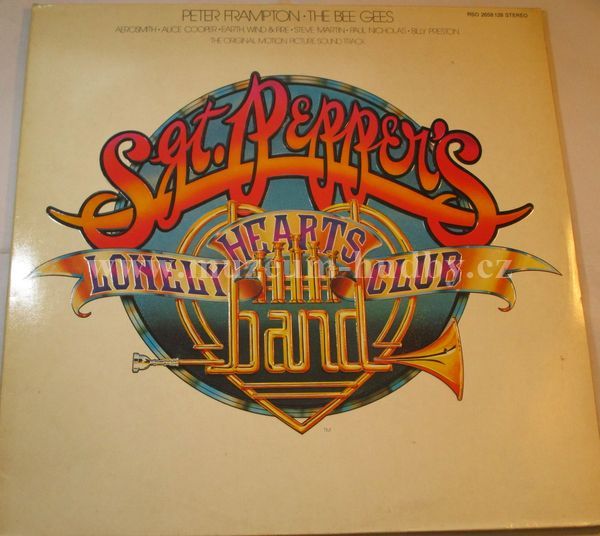 PETER FRAMPTON · THE BEE GEES
RSO 2658 128 STEREO
AEROSMITH · ALICE COOPER · EARTH, WIND & FIRE · STEVE MARTIN · PAUL NICHOLAS · BILLY PRESTON
THE ORIGINAL MOTION PICTURE SOUND TRACK
Sgt. PEPPER'S
LONELY HEARTS CLUB
band
TM